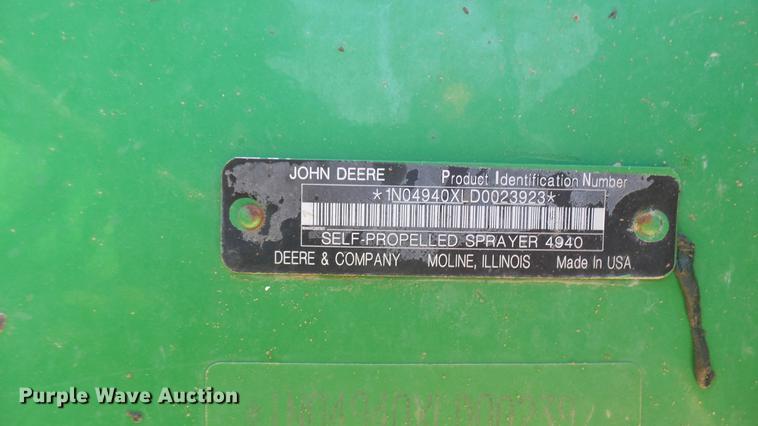 JOHN DEERE Product Identification Number
*1N04940XLD0023923*
SELF-PROPELLED SPRAYER 4940
DEERE & COMPANY MOLINE, ILLINOIS Made In USA
Purple Wave Auction